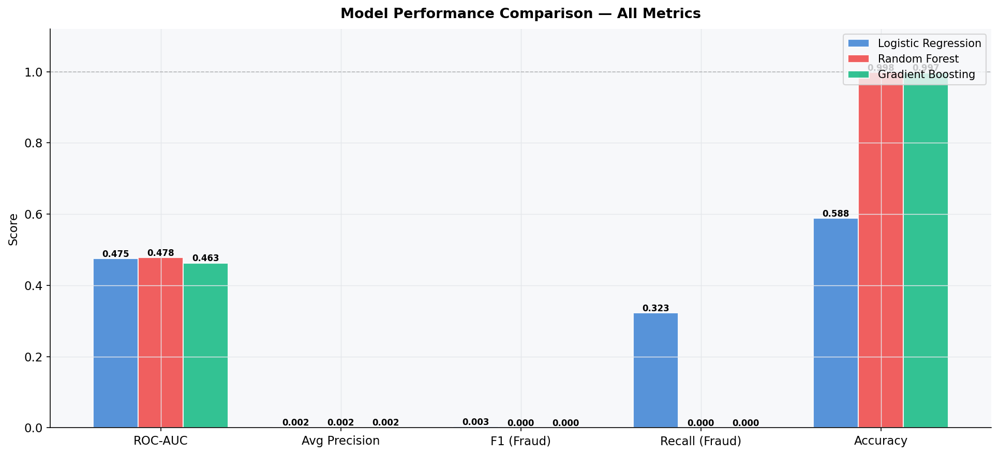 Model Performance Comparison — All Metrics
Logistic Regression
Random Forest
Gradient Boosting
Score
1.0
0.8
0.6
0.4
0.2
0.0
0.475
0.478
0.463
0.002
0.002
0.002
0.003
0.000
0.000
0.323
0.000
0.000
0.588
0.998
0.997
ROC-AUC
Avg Precision
F1 (Fraud)
Recall (Fraud)
Accuracy